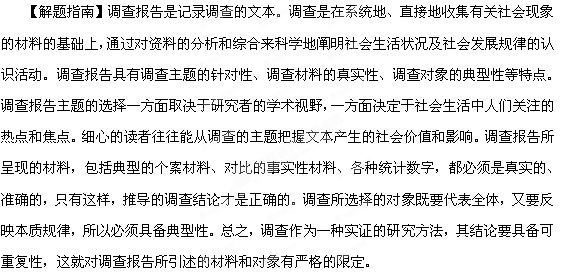 【解题指南】调查报告是记录调查的文本。调查是在系统地、直接地收集有关社会现象
的材料的基础上,通过对资料的分析和综合来科学地阐明社会生活状况及社会发展规律的认
识活动。调查报告具有调查主题的针对性、调查材料的真实性、调查对象的典型性等特点。
调查报告主题的选择一方面取决于研究者的学术视野,一方面决定于社会生活中人们关注的
热点和焦点。细心的读者往往能从调查的主题把握文本产生的社会价值和影响。调查报告所
呈现的材料,包括典型的个案材料、对比的事实性材料、各种统计数字,都必须是真实的、
准确的,只有这样,推导的调查结论才是正确的。调查所选择的对象既要代表全体,又要反
映本质规律,所以必须具备典型性。总之,调查作为一种实证的研究方法,其结论要具备可
重复性,这就对调查报告所引述的材料和对象有严格的限定。